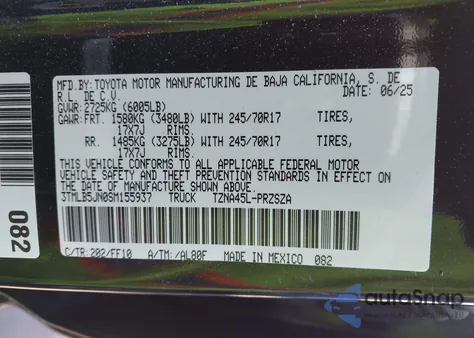 MFD.BY:TOYOTA MOTOR MANUFACTURING DE BAJA CALIFORNIA, S. DE
R.L. DE C.V. DATE: 06/25
GVWR:2725KG (6005LB)
GAWR:FRT. 1580KG (3480LB) WITH 245/70R17 TIRES,
17X7J RIMS.
RR. 1485KG (3275LB) WITH 245/70R17 TIRES,
17X7J RIMS.
THIS VEHICLE CONFORMS TO ALL APPLICABLE FEDERAL MOTOR
VEHICLE SAFETY AND THEFT PREVENTION STANDARDS IN EFFECT
ON THE DATE OF MANUFACTURE SHOWN ABOVE.
3TMLB5JN0SM155937 TRUCK TZNA45L-PRZSZA
C/TR:202/FF10 A/TM:/AL80F MADE IN MEXICO 082
082
autoSnap